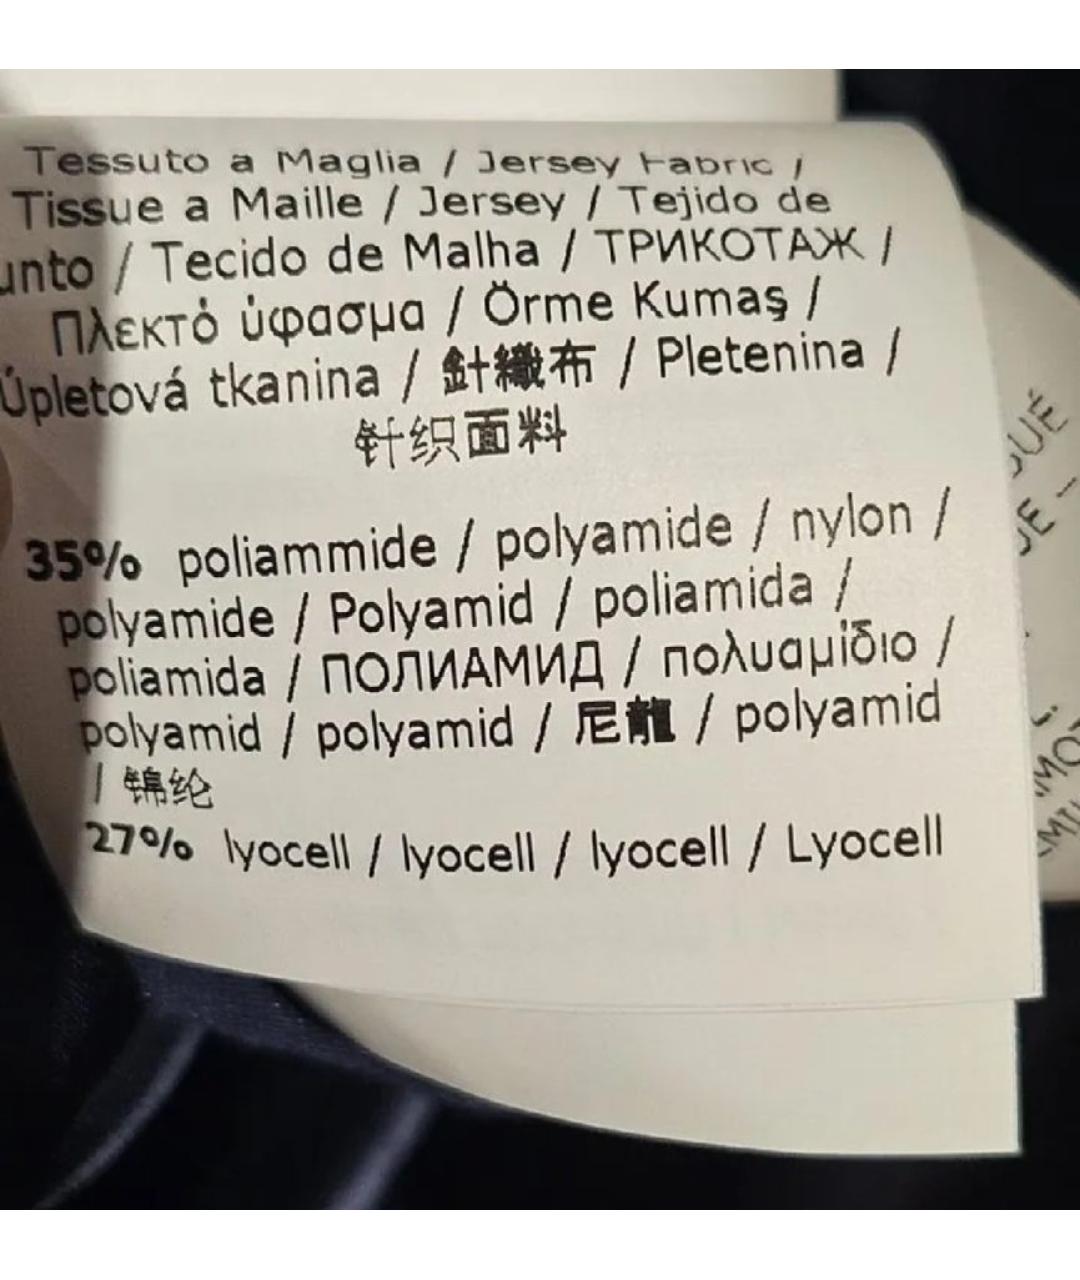 Tessuto a Maglia / Jersey Fabric /
Tissue a Maille / Jersey / Tejido de
unto / Tecido de Malha / ТРИКОТАЖ /
Πλεκτό ύφασμα / Örme Kumaş /
Úpletová tkanina / 針織布 / Pletenina /
针织面料
35% poliammide / polyamide / nylon /
polyamide / Polyamid / poliamida /
poliamida / ПОЛИАМИД / πολυαμίδιο /
polyamid / polyamid / 尼龍 / polyamid
/ 锦纶
27% lyocell / lyocell / lyocell / Lyocell